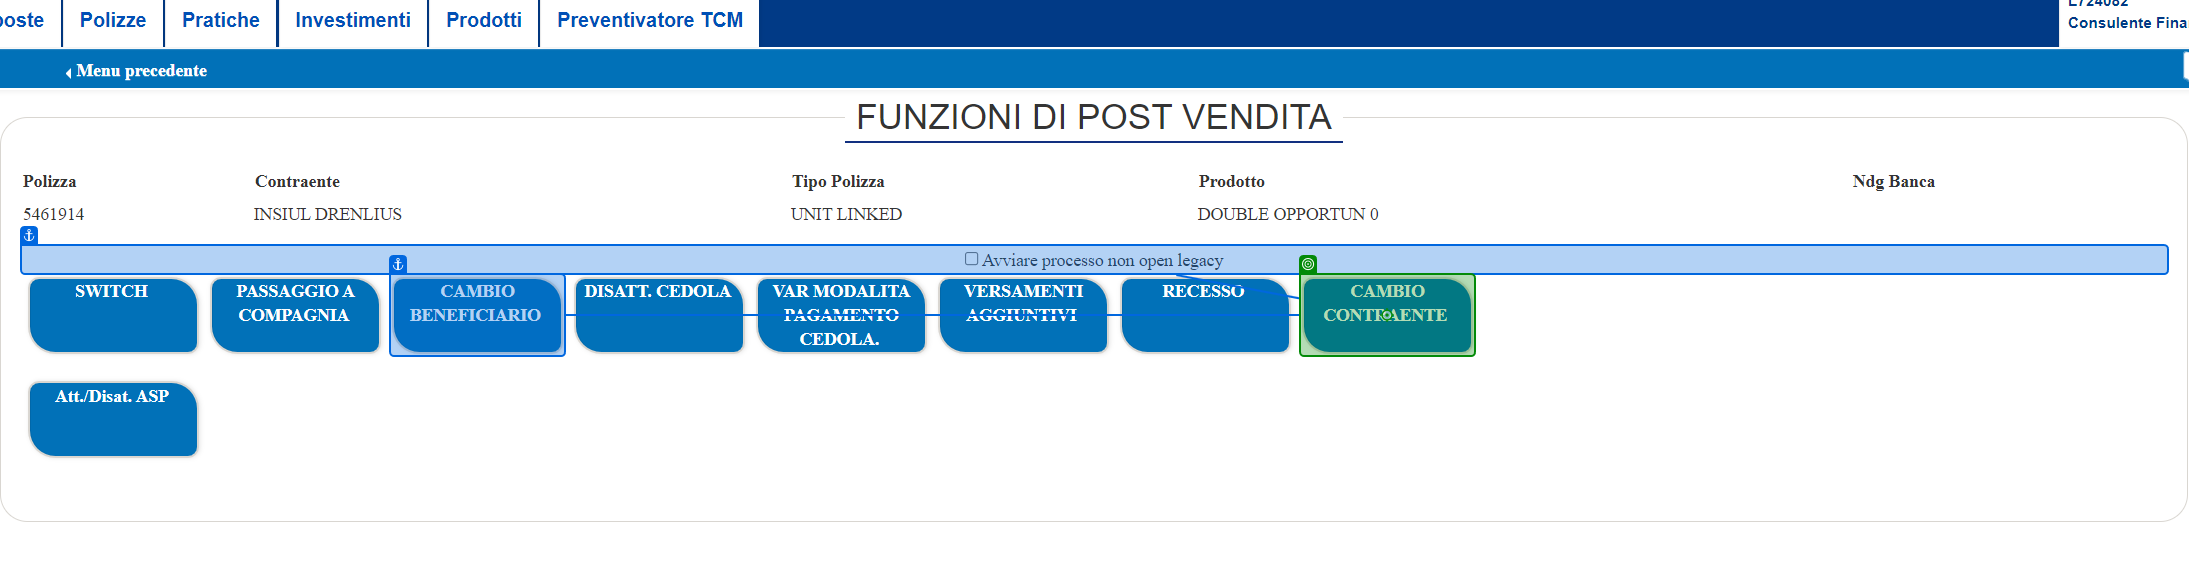 poste Polizze Pratiche Investimenti Prodotti Preventivatore TCM
L724082
Consulente Fina
Menu precedente
FUNZIONI DI POST VENDITA
Polizza Contraente Tipo Polizza Prodotto Ndg Banca
5461914 INSIUL DRENLIUS UNIT LINKED DOUBLE OPPORTUN 0
Avviare processo non open legacy
SWITCH
PASSAGGIO A
COMPAGNIA
CAMBIO
BENEFICIARIO
DISATT. CEDOLA
VAR MODALITA
PAGAMENTO
CEDOLA.
VERSAMENTI
AGGIUNTIVI
RECESSO
CAMBIO
CONTRAENTE
Att./Disat. ASP